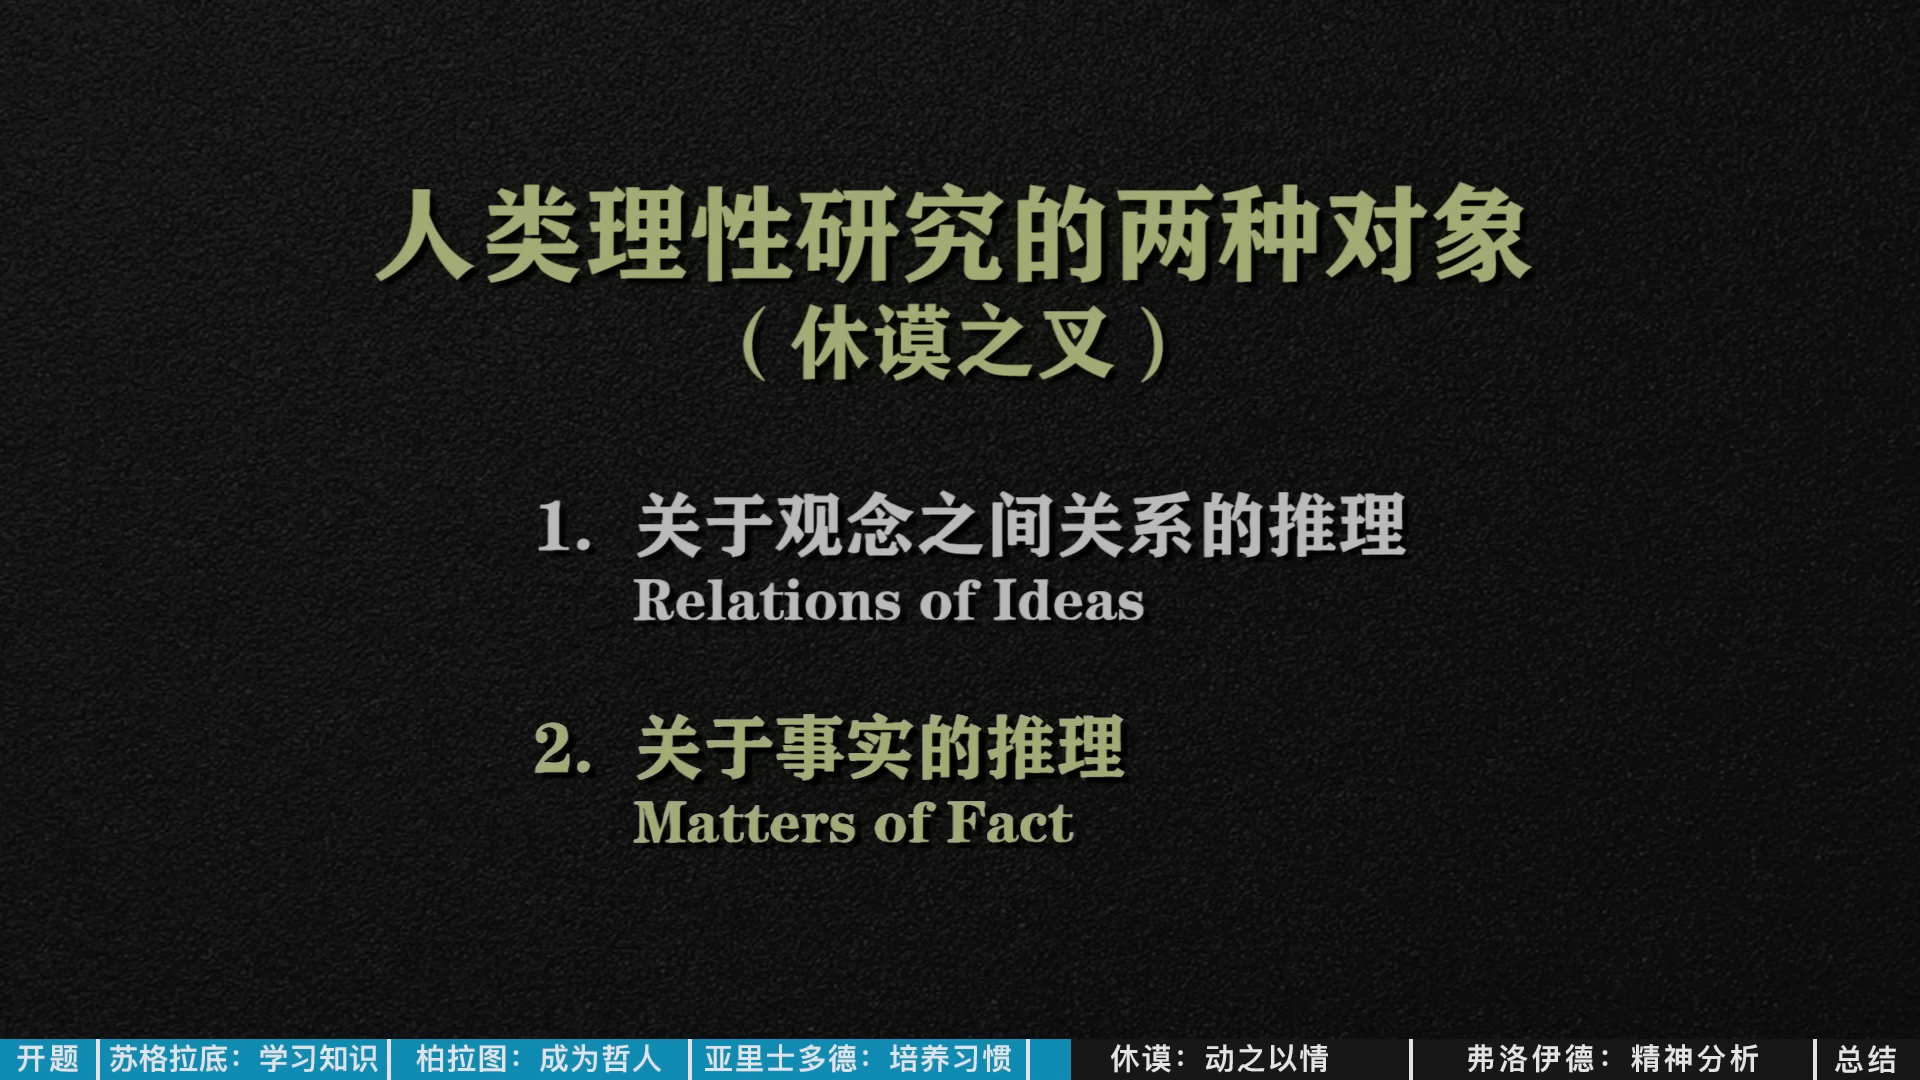 人类理性研究的两种对象
（休谟之叉）
1. 关于观念之间关系的推理
Relations of Ideas
2. 关于事实的推理
Matters of Fact
开题
苏格拉底：学习知识
柏拉图：成为哲人
亚里士多德：培养习惯
休谟：动之以情
弗洛伊德：精神分析
总结